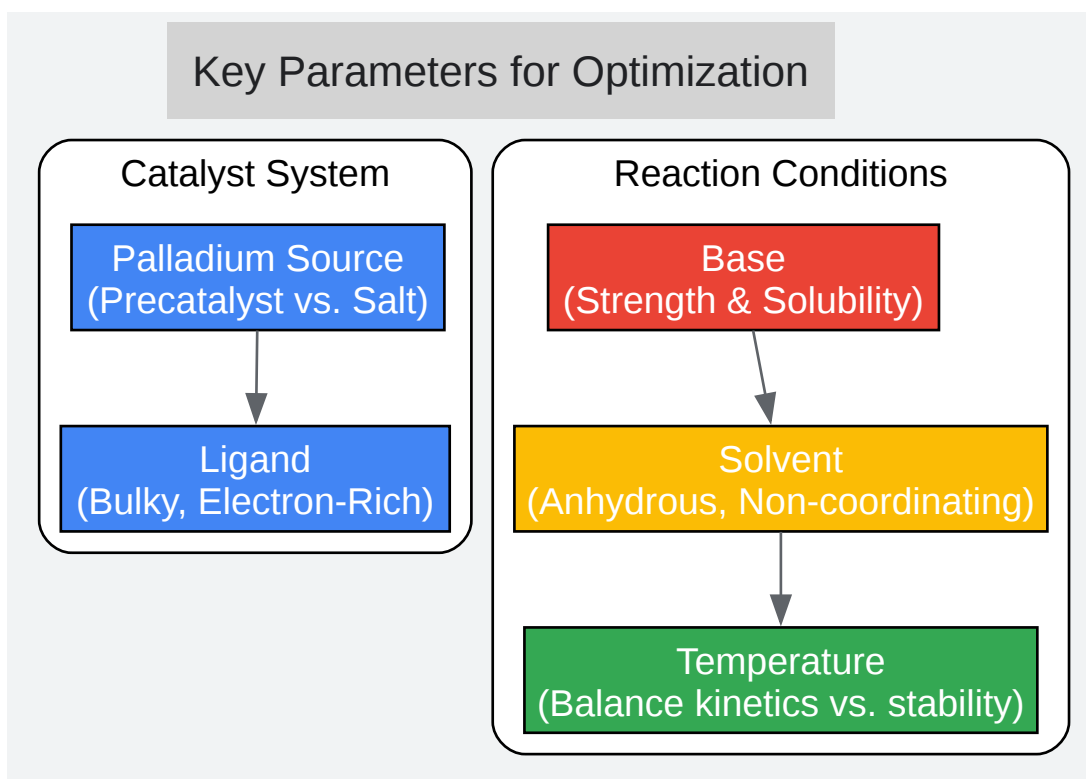 Key Parameters for Optimization
Catalyst System
Palladium Source
(Precatalyst vs. Salt)
Ligand
(Bulky, Electron-Rich)
Reaction Conditions
Base
(Strength & Solubility)
Solvent
(Anhydrous, Non-coordinating)
Temperature
(Balance kinetics vs. stability)